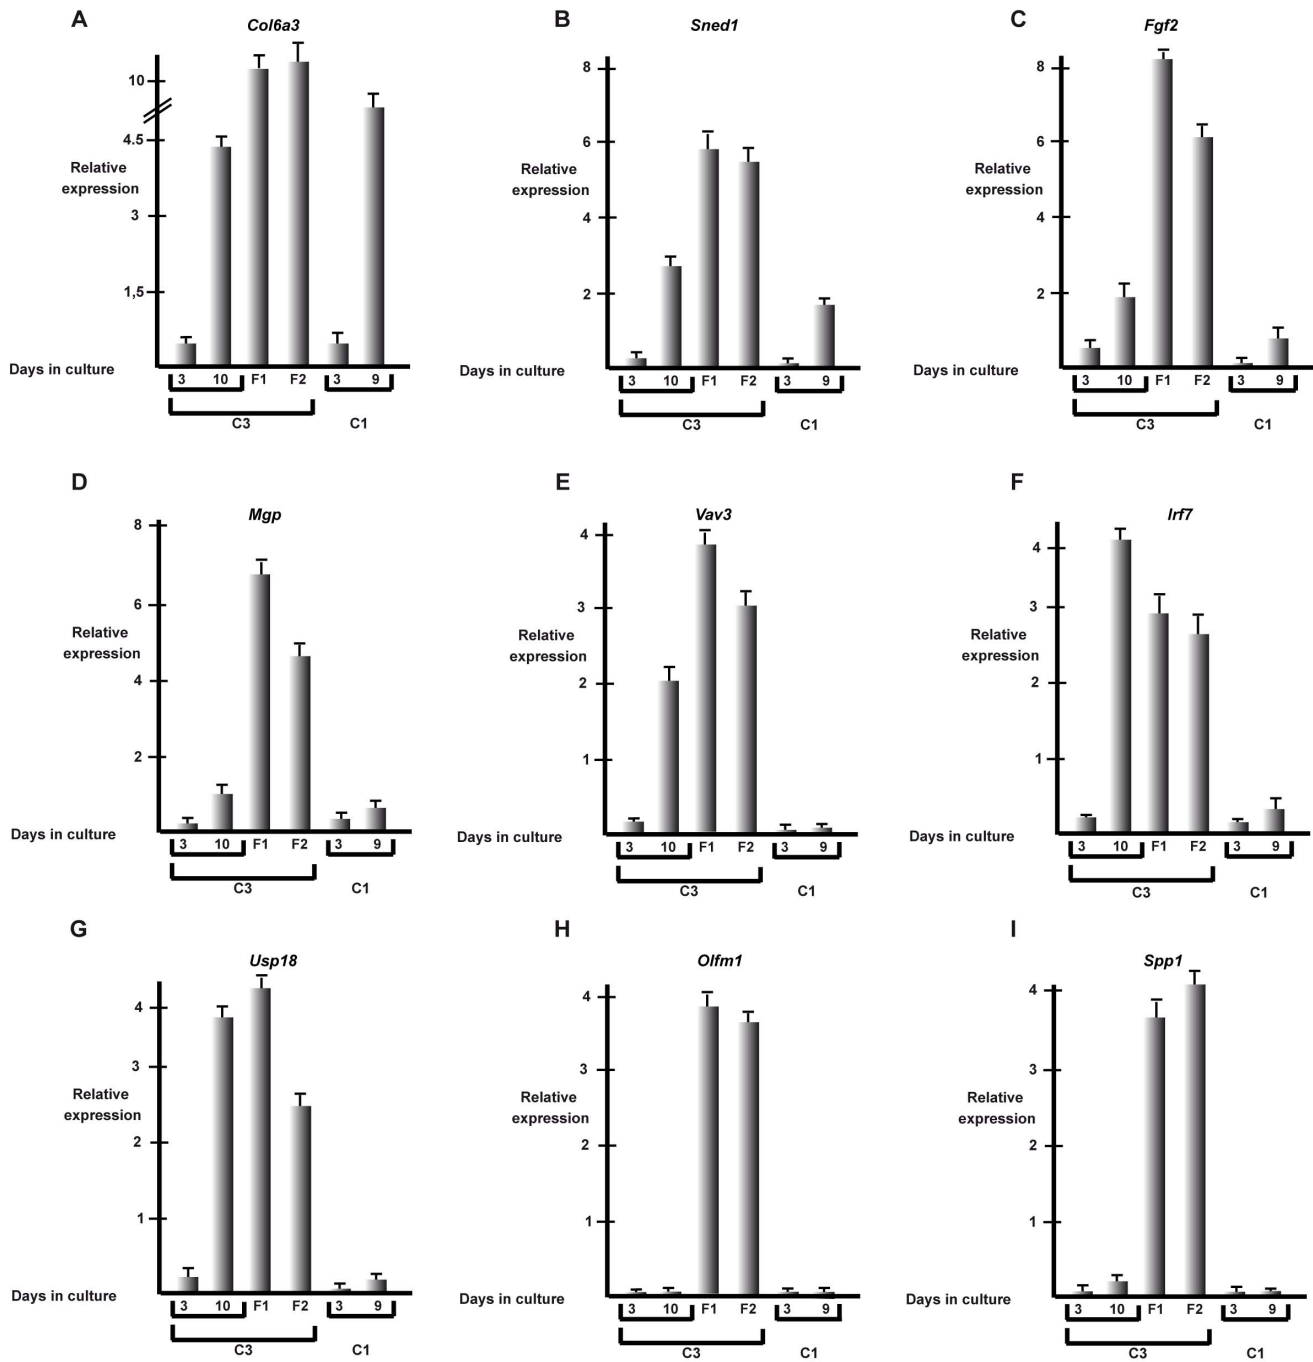 A
Col6a3
10
4.5
3
1,5
Relative
expression
Days in culture
3 10 F1 F2 3 9
C3 C1
B
Sned1
8
6
4
2
Relative
expression
Days in culture
3 10 F1 F2 3 9
C3 C1
C
Fgf2
8
6
4
2
Relative
expression
Days in culture
3 10 F1 F2 3 9
C3 C1
D
Mgp
8
6
4
2
Relative
expression
Days in culture
3 10 F1 F2 3 9
C3 C1
E
Vav3
4
3
2
1
Relative
expression
Days in culture
3 10 F1 F2 3 9
C3 C1
F
Irf7
4
3
2
1
Relative
expression
Days in culture
3 10 F1 F2 3 9
C3 C1
G
Usp18
4
3
2
1
Relative
expression
Days in culture
3 10 F1 F2 3 9
C3 C1
H
Olfm1
4
3
2
1
Relative
expression
Days in culture
3 10 F1 F2 3 9
C3 C1
I
Spp1
4
3
2
1
Relative
expression
Days in culture
3 10 F1 F2 3 9
C3 C1